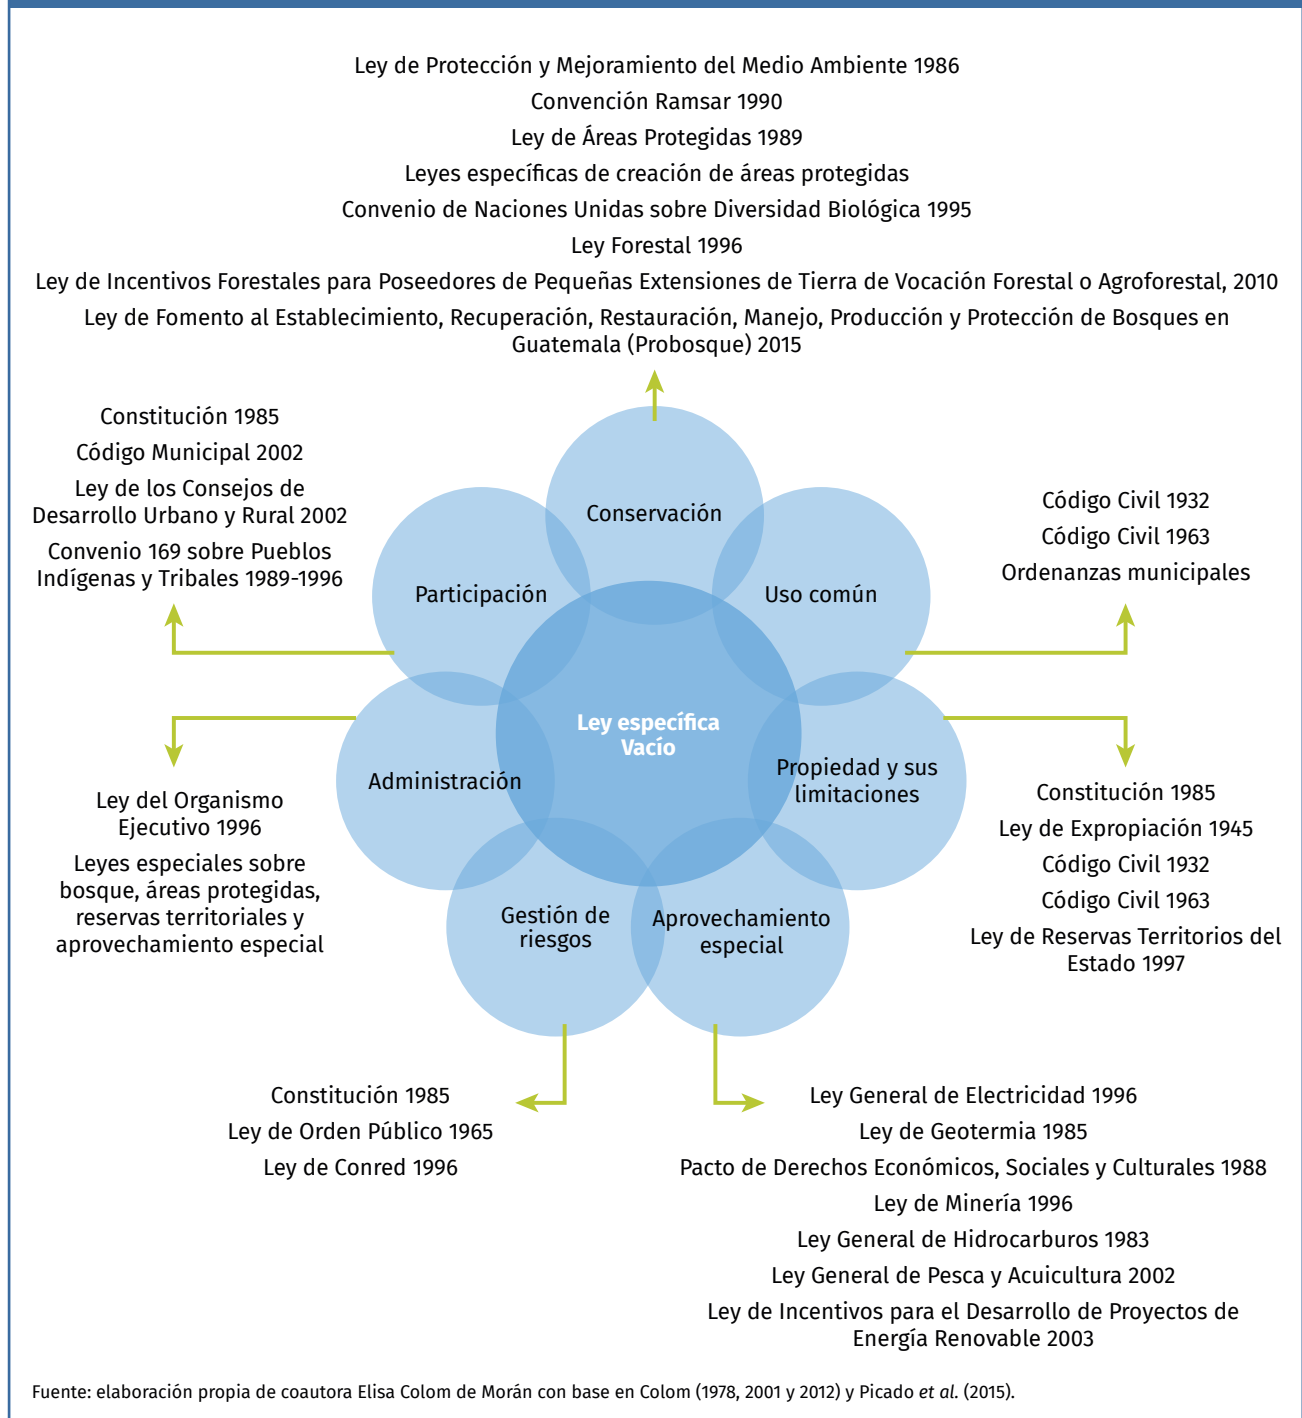 Ley de Protección y Mejoramiento del Medio Ambiente 1986
Convención Ramsar 1990
Ley de Áreas Protegidas 1989
Leyes específicas de creación de áreas protegidas
Convenio de Naciones Unidas sobre Diversidad Biológica 1995
Ley Forestal 1996
Ley de Incentivos Forestales para Poseedores de Pequeñas Extensiones de Tierra de Vocación Forestal o Agroforestal, 2010
Ley de Fomento al Establecimiento, Recuperación, Restauración, Manejo, Producción y Protección de Bosques en
Guatemala (Probosque) 2015
Constitución 1985
Código Municipal 2002
Ley de los Consejos de
Desarrollo Urbano y Rural 2002
Convenio 169 sobre Pueblos
Indígenas y Tribales 1989-1996
Conservación
Participación
Uso común
Código Civil 1932
Código Civil 1963
Ordenanzas municipales
Ley específica
Vacío
Administración
Propiedad y sus
limitaciones
Gestión de
riesgos
Aprovechamiento
especial
Ley del Organismo
Ejecutivo 1996
Leyes especiales sobre
bosque, áreas protegidas,
reservas territoriales y
aprovechamiento especial
Constitución 1985
Ley de Expropiación 1945
Código Civil 1932
Código Civil 1963
Ley de Reservas Territorios del
Estado 1997
Constitución 1985
Ley de Orden Público 1965
Ley de Conred 1996
Ley General de Electricidad 1996
Ley de Geotermia 1985
Pacto de Derechos Económicos, Sociales y Culturales 1988
Ley de Minería 1996
Ley General de Hidrocarburos 1983
Ley General de Pesca y Acuicultura 2002
Ley de Incentivos para el Desarrollo de Proyectos de
Energía Renovable 2003
Fuente: elaboración propia de coautora Elisa Colom de Morán con base en Colom (1978, 2001 y 2012) y Picado et al. (2015).